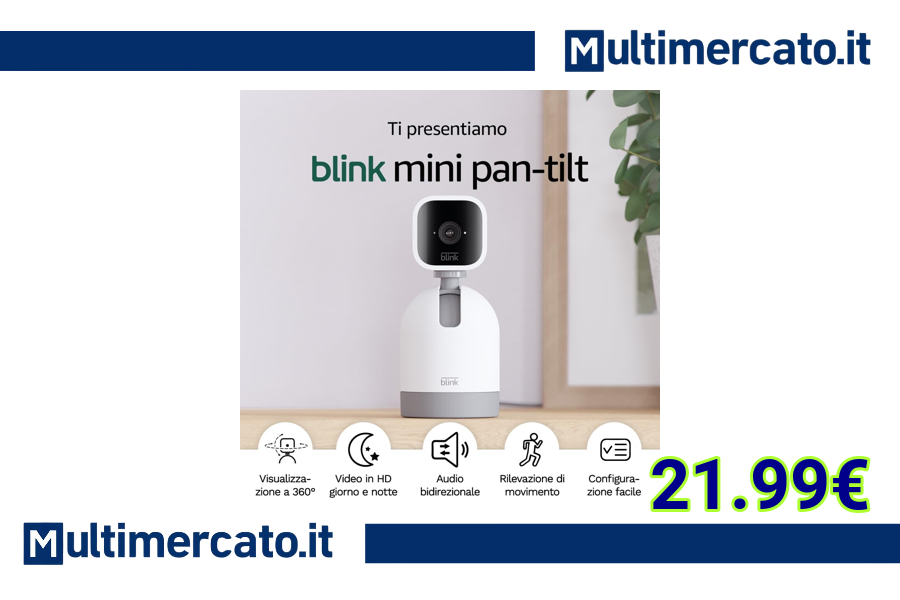 Multimercato.it
Ti presentiamo
blink mini pan-tilt
blink
blink
Visualizza-
zione a 360°
Video in HD
giorno e notte
Audio
bidirezionale
Rilevazione di
movimento
Configura-
zione facile
21.99€
Multimercato.it